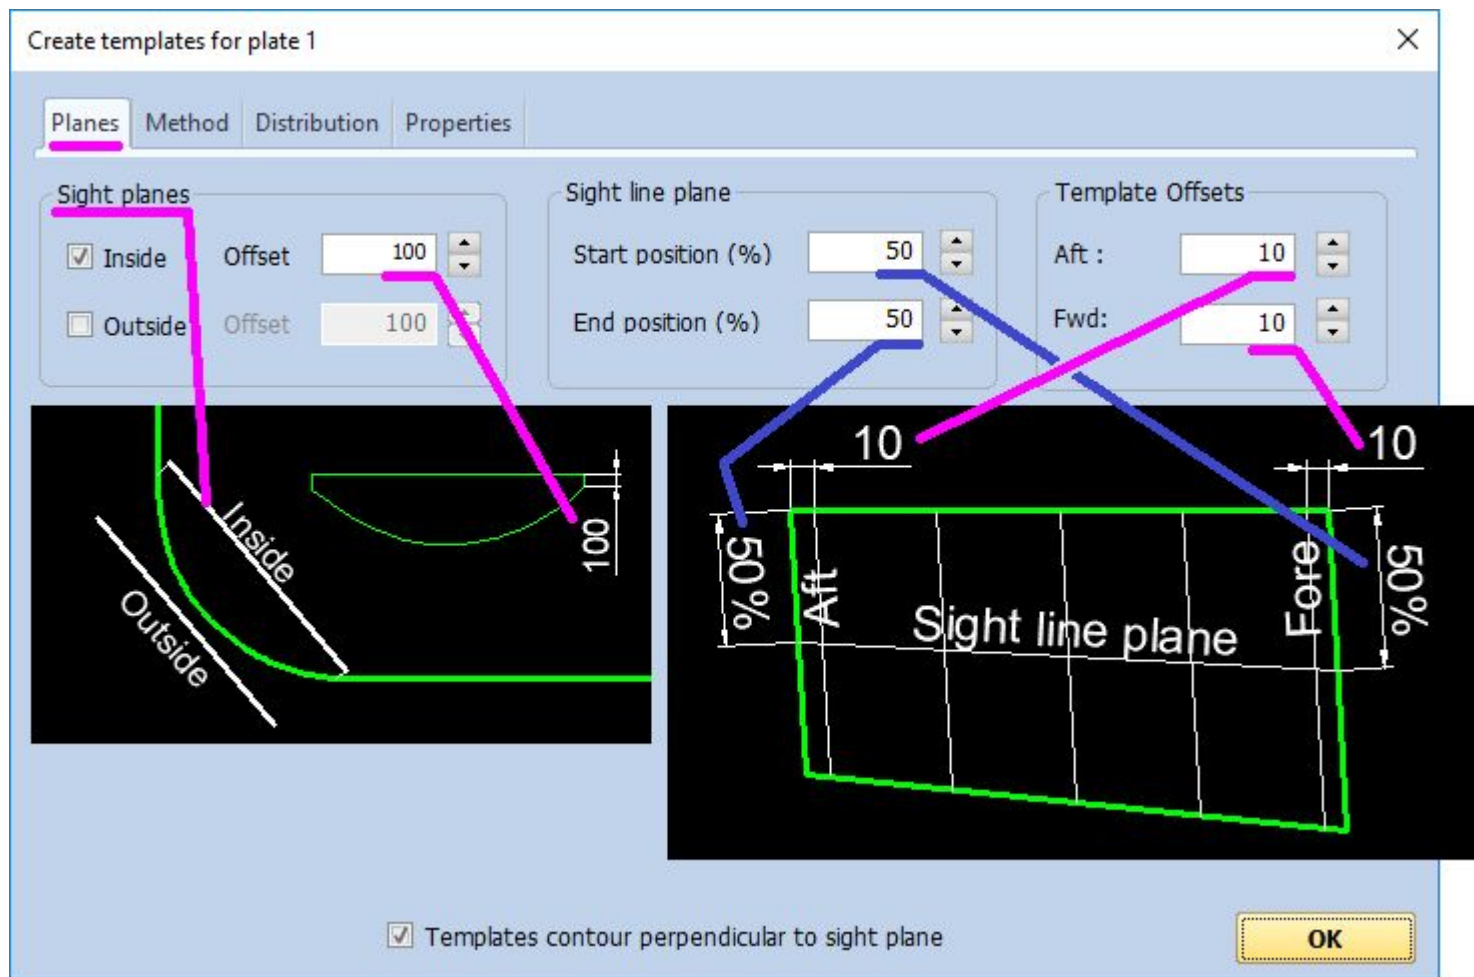 Create templates for plate 1
Planes Method Distribution Properties
Sight planes
Inside Offset 100
Outside Offset 100
Sight line plane
Start position (%) 50
End position (%) 50
Template Offsets
Aft : 10
Fwd: 10
Inside
Outside
100
10
10
50%
Aft
Sight line plane
Fore
50%
Templates contour perpendicular to sight plane
OK